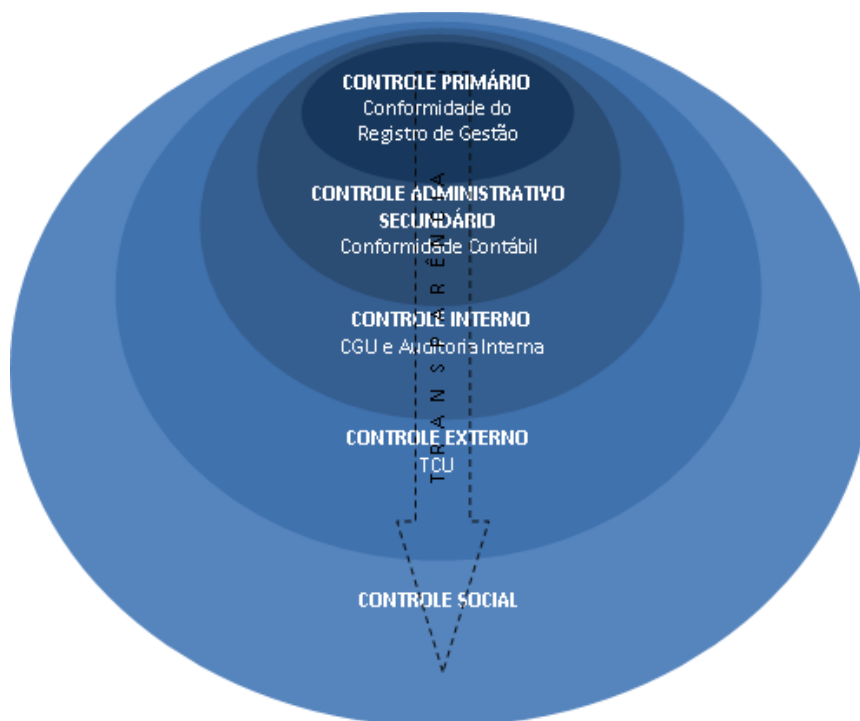 CONTROLE PRIMÁRIO
Conformidade do
Registro de Gestão
CONTROLE ADMINISTRATIVO
SECUNDÁRIO
Conformidade Contábil
CONTROLE INTERNO
CGU e Auditoria Interna
CONTROLE EXTERNO
TCU
CONTROLE SOCIAL
TRANSPARÊNCIA